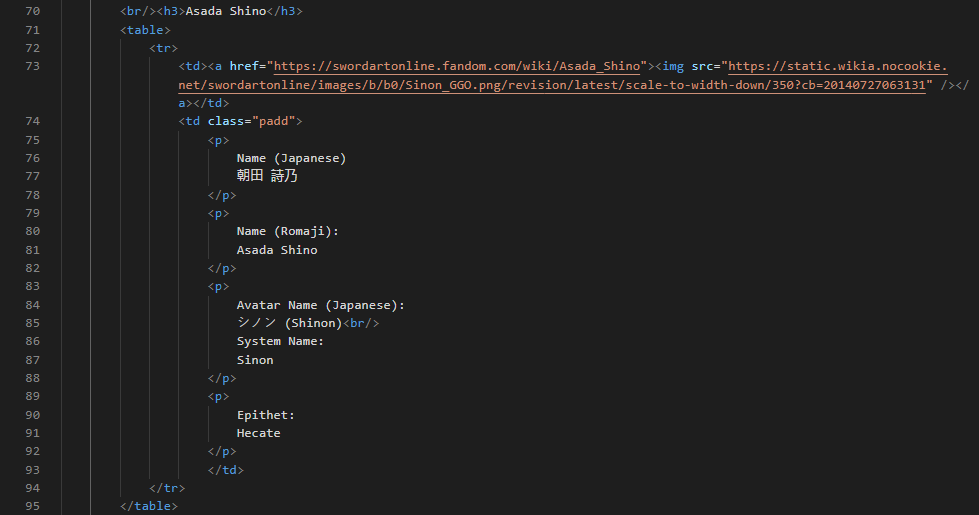 70 <br/><h3>Asada Shino</h3>
71 <table>
72 <tr>
73 <td><a href="https://swordartonline.fandom.com/wiki/Asada_Shino"><img src="https://static.wikia.nocookie.
net/swordartonline/images/b/b0/Sinon_GGO.png/revision/latest/scale-to-width-down/350?cb=20140727063131" /></
a></td>
74 <td class="padd">
75 <p>
76 Name (Japanese)
77 朝田 詩乃
78 </p>
79 <p>
80 Name (Romaji):
81 Asada Shino
82 </p>
83 <p>
84 Avatar Name (Japanese):
85 シノン (Shinon)<br/>
86 System Name:
87 Sinon
88 </p>
89 <p>
90 Epithet:
91 Hecate
92 </p>
93 </td>
94 </tr>
95 </table>